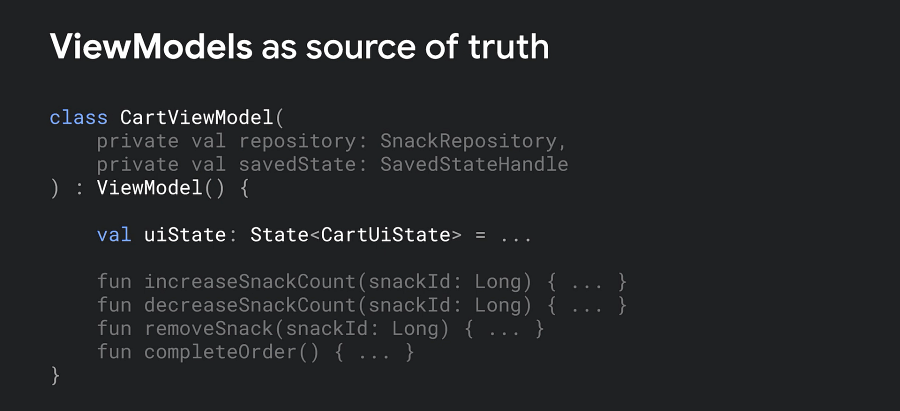 ViewModels as source of truth
class CartViewModel(
    private val repository: SnackRepository,
    private val savedState: SavedStateHandle
) : ViewModel() {
    val uiState: State<CartUiState> = ...
    fun increaseSnackCount(snackId: Long) { ... }
    fun decreaseSnackCount(snackId: Long) { ... }
    fun removeSnack(snackId: Long) { ... }
    fun completeOrder() { ... }
}